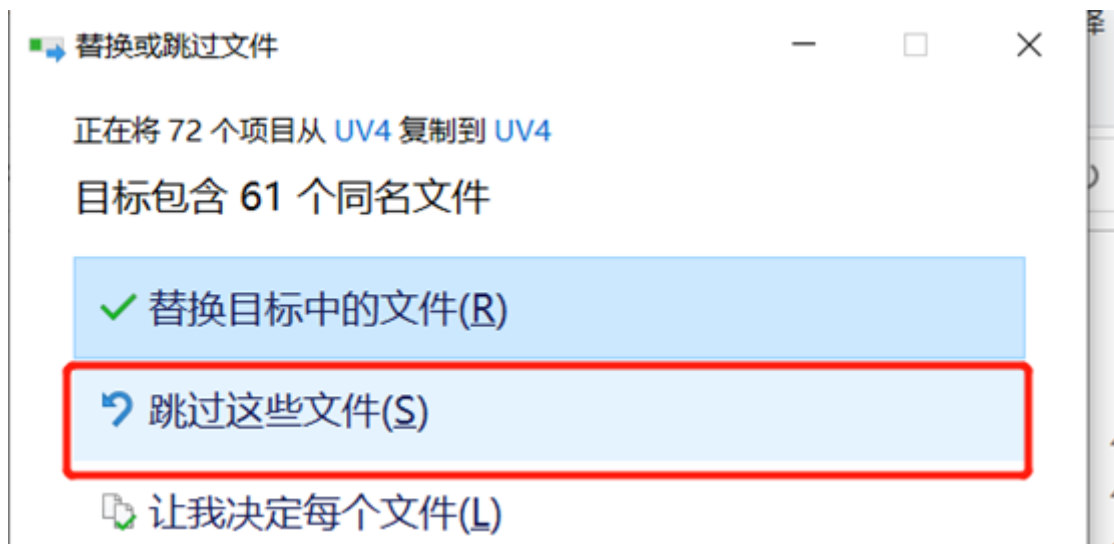 替换或跳过文件
正在将 72 个项目从 UV4 复制到 UV4
目标包含 61 个同名文件
替换目标中的文件(R)
跳过这些文件(S)
让我决定每个文件(L)